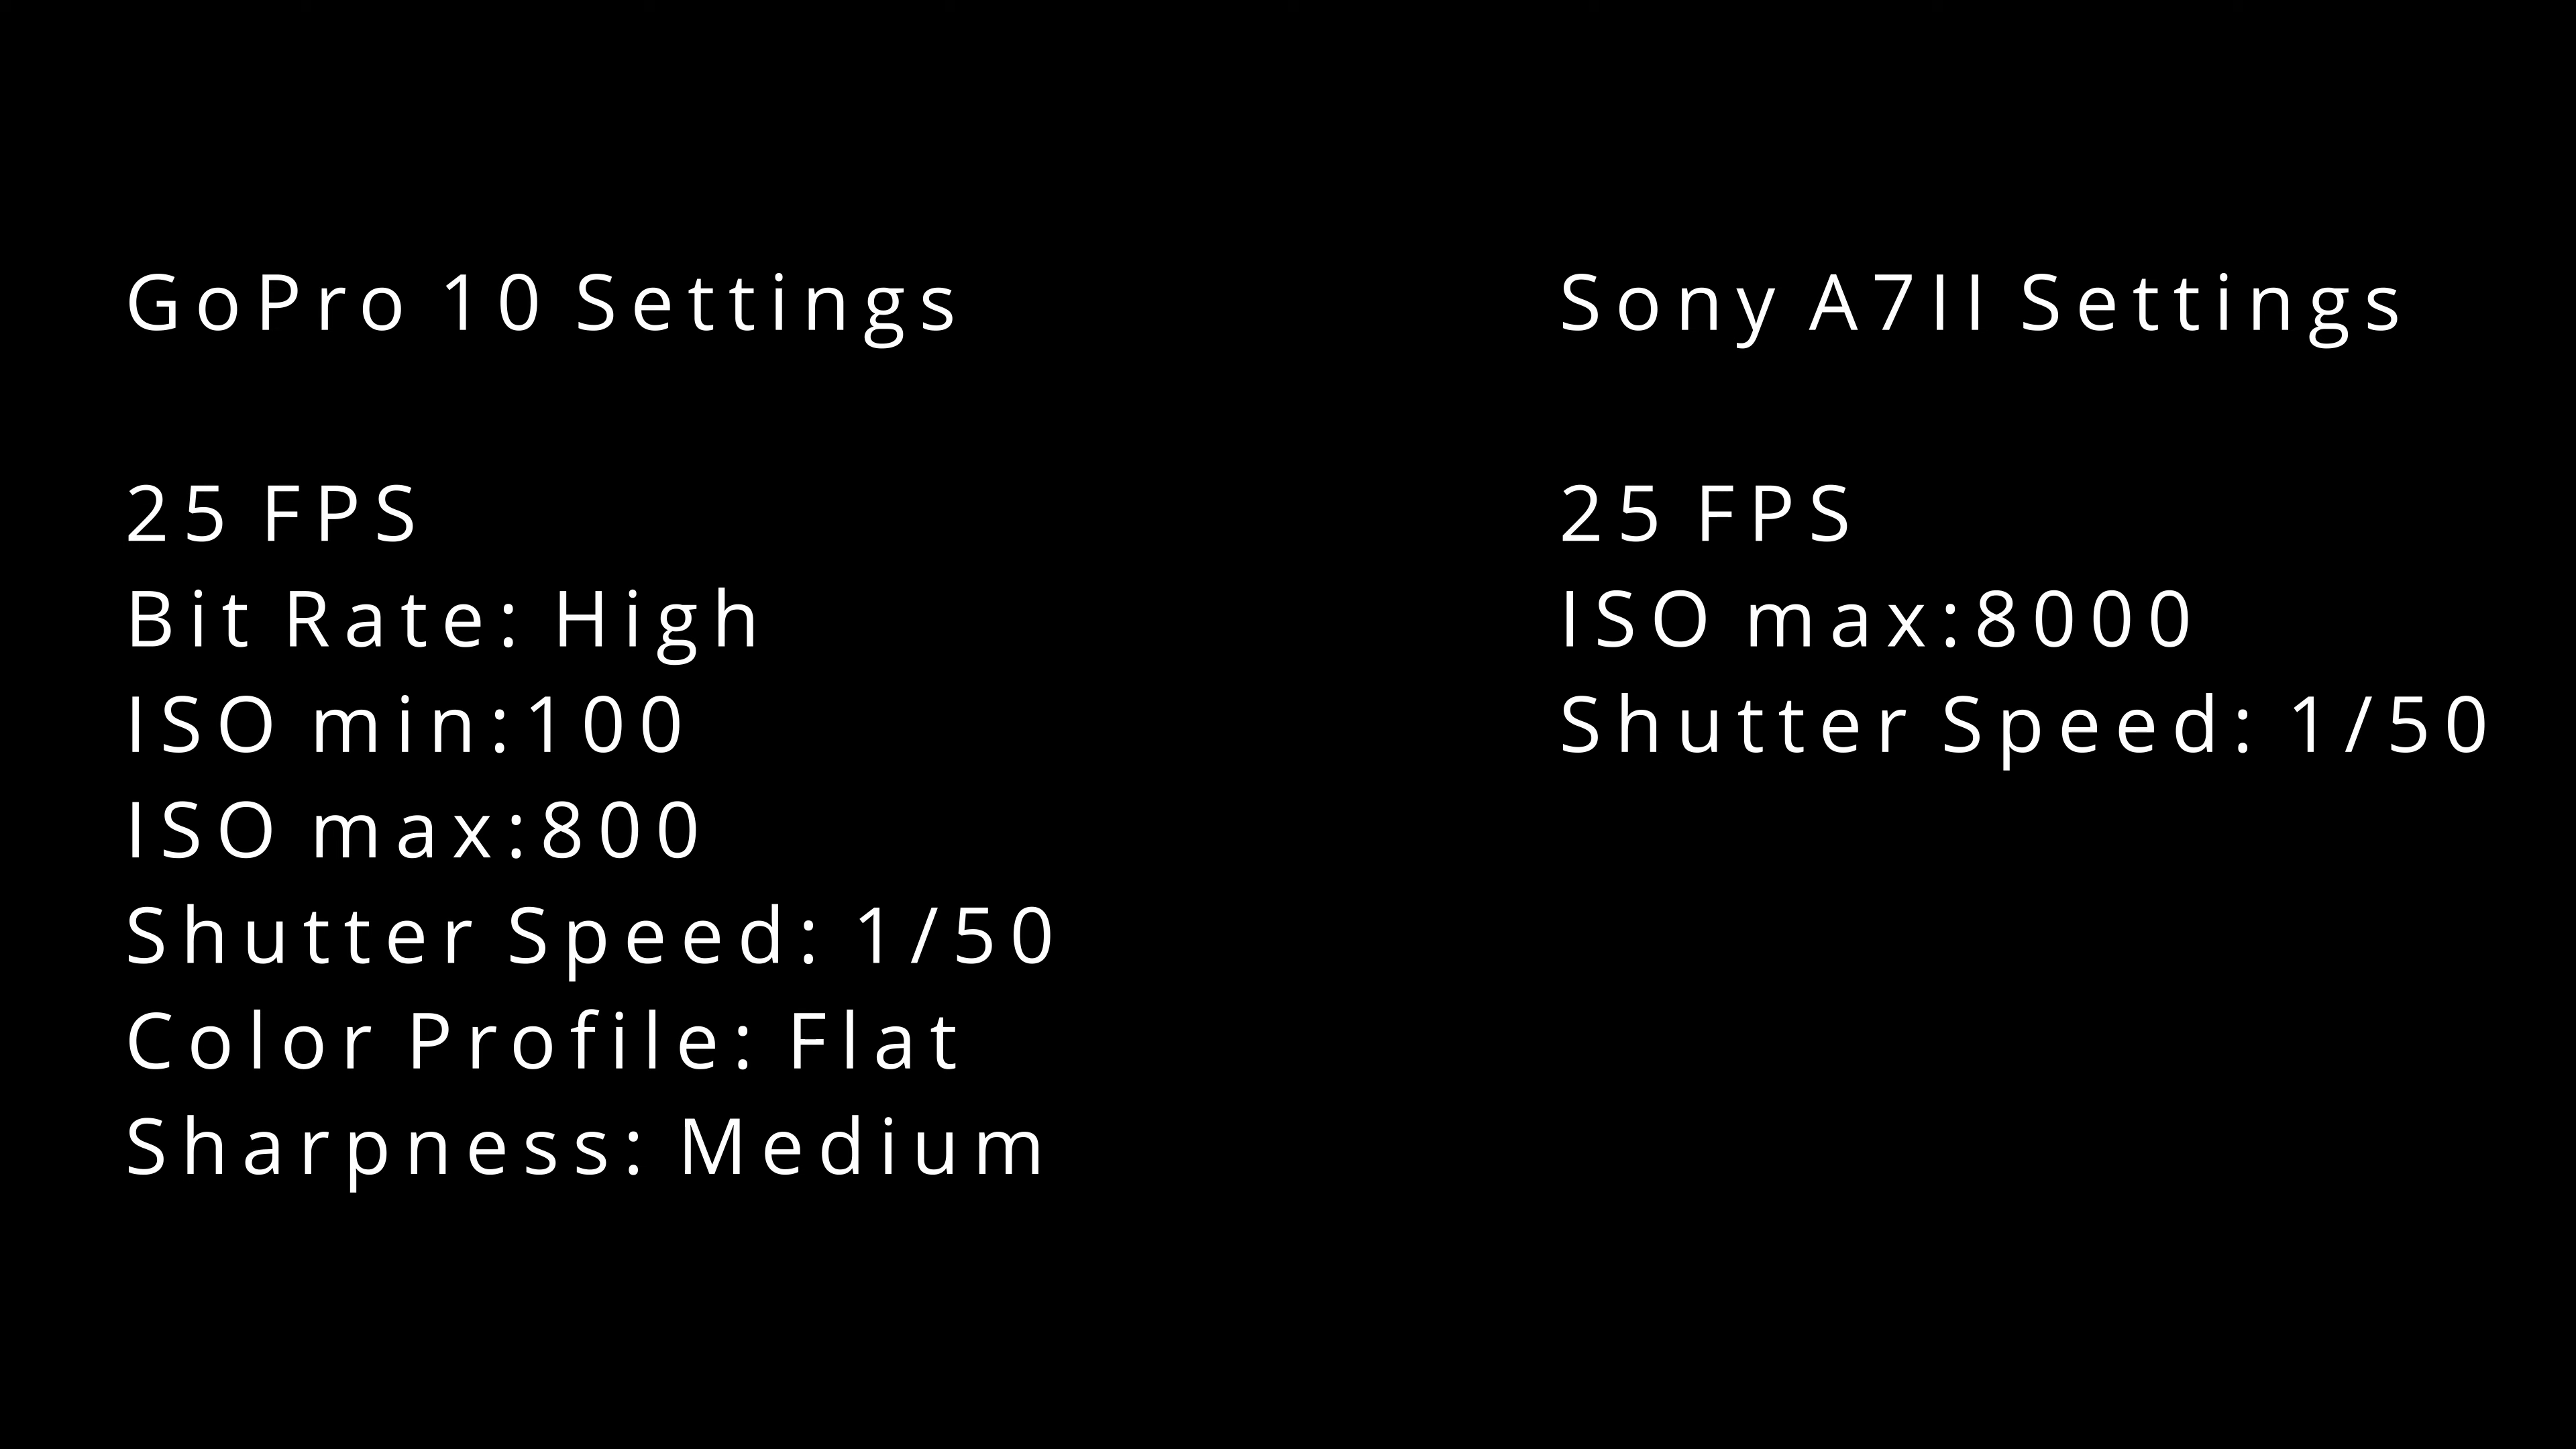 GoPro 10 Settings
25 FPS
Bit Rate: High
ISO min:100
ISO max:800
Shutter Speed: 1/50
Color Profile: Flat
Sharpness: Medium
Sony A7II Settings
25 FPS
ISO max:8000
Shutter Speed: 1/50